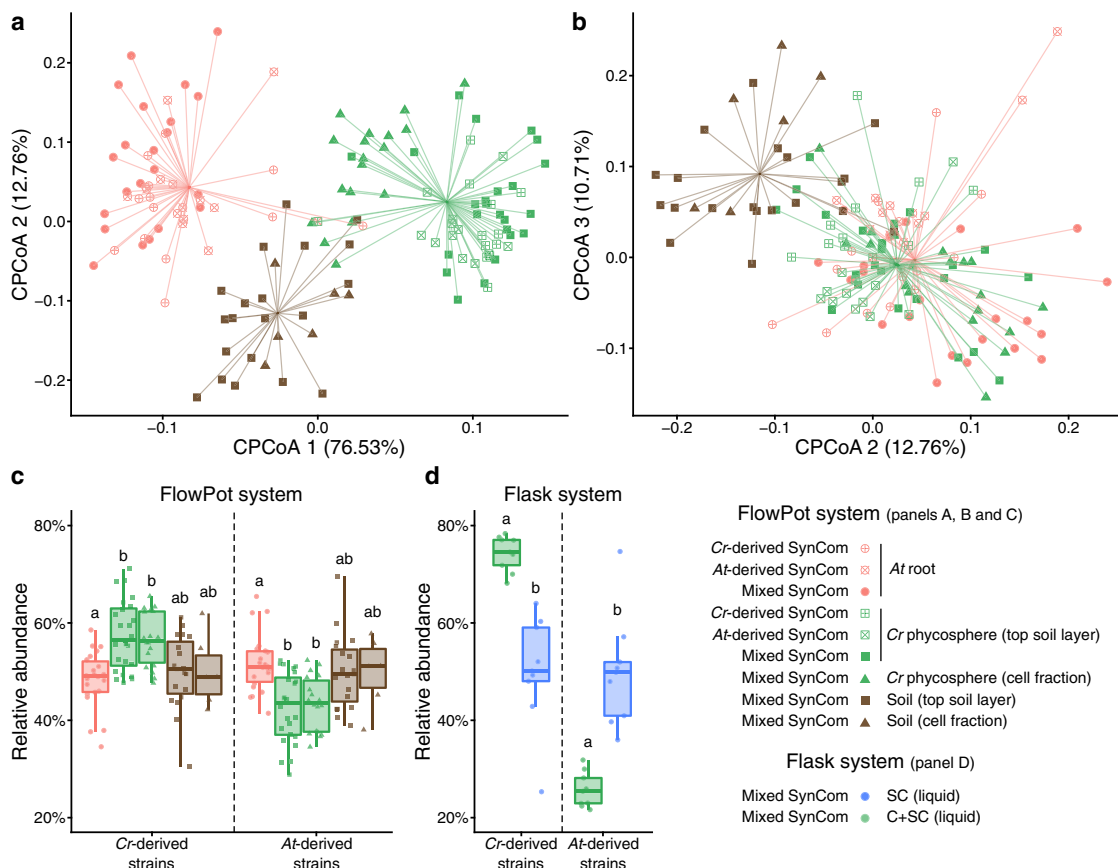 a
b
0.2
0.1
0.0
−0.1
−0.2
CPCoA 2 (12.76%)
−0.1
0.0
0.1
CPCoA 1 (76.53%)
0.2
0.1
0.0
−0.1
CPCoA 3 (10.71%)
−0.2
−0.1
0.0
0.1
0.2
CPCoA 2 (12.76%)
c
FlowPot system
80%
60%
40%
20%
Relative abundance
a
b
b
ab
ab
a
b
b
ab
ab
Cr-derived
strains
At-derived
strains
d
Flask system
80%
60%
40%
20%
Relative abundance
a
b
a
b
Cr-derived
strains
At-derived
strains
FlowPot system (panels A, B and C)
Cr-derived SynCom
At-derived SynCom
Mixed SynCom
At root
Cr-derived SynCom
At-derived SynCom
Mixed SynCom
Cr phycosphere (top soil layer)
Mixed SynCom Cr phycosphere (cell fraction)
Mixed SynCom Soil (top soil layer)
Mixed SynCom Soil (cell fraction)
Flask system (panel D)
Mixed SynCom SC (liquid)
Mixed SynCom C+SC (liquid)